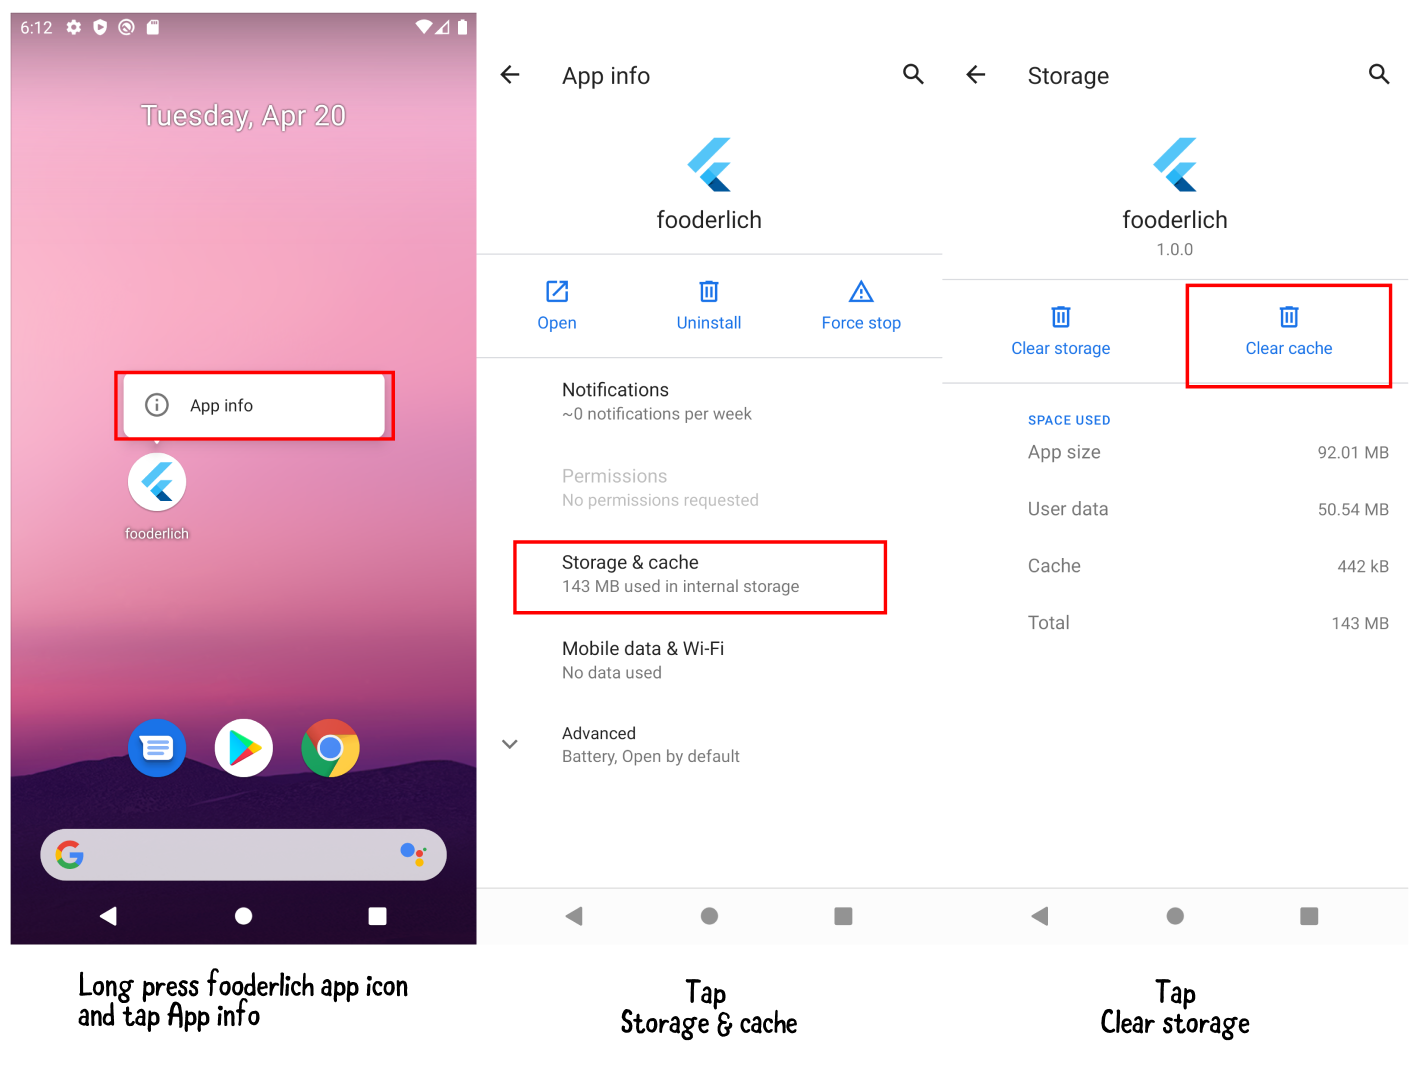 6:12
Tuesday, Apr 20
App info
fooderlich
Long press fooderlich app icon
and tap App info
App info
fooderlich
Open
Uninstall
Force stop
Notifications
~0 notifications per week
Permissions
No permissions requested
Storage & cache
143 MB used in internal storage
Mobile data & Wi-Fi
No data used
Advanced
Battery, Open by default
Tap
Storage & cache
Storage
fooderlich
1.0.0
Clear storage
Clear cache
SPACE USED
App size 92.01 MB
User data 50.54 MB
Cache 442 kB
Total 143 MB
Tap
Clear storage